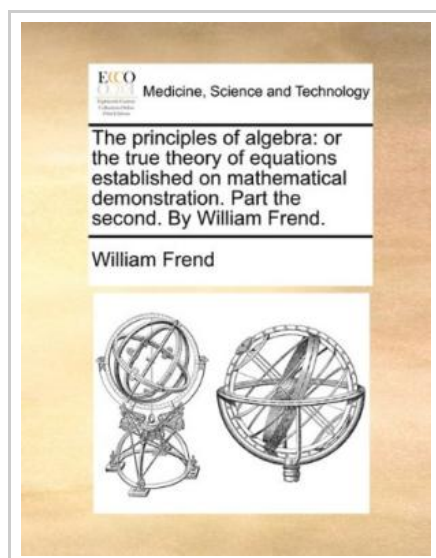 ECCO
Medicine, Science and Technology
The principles of algebra: or
the true theory of equations
established on mathematical
demonstration. Part the
second. By William Frend.
William Frend